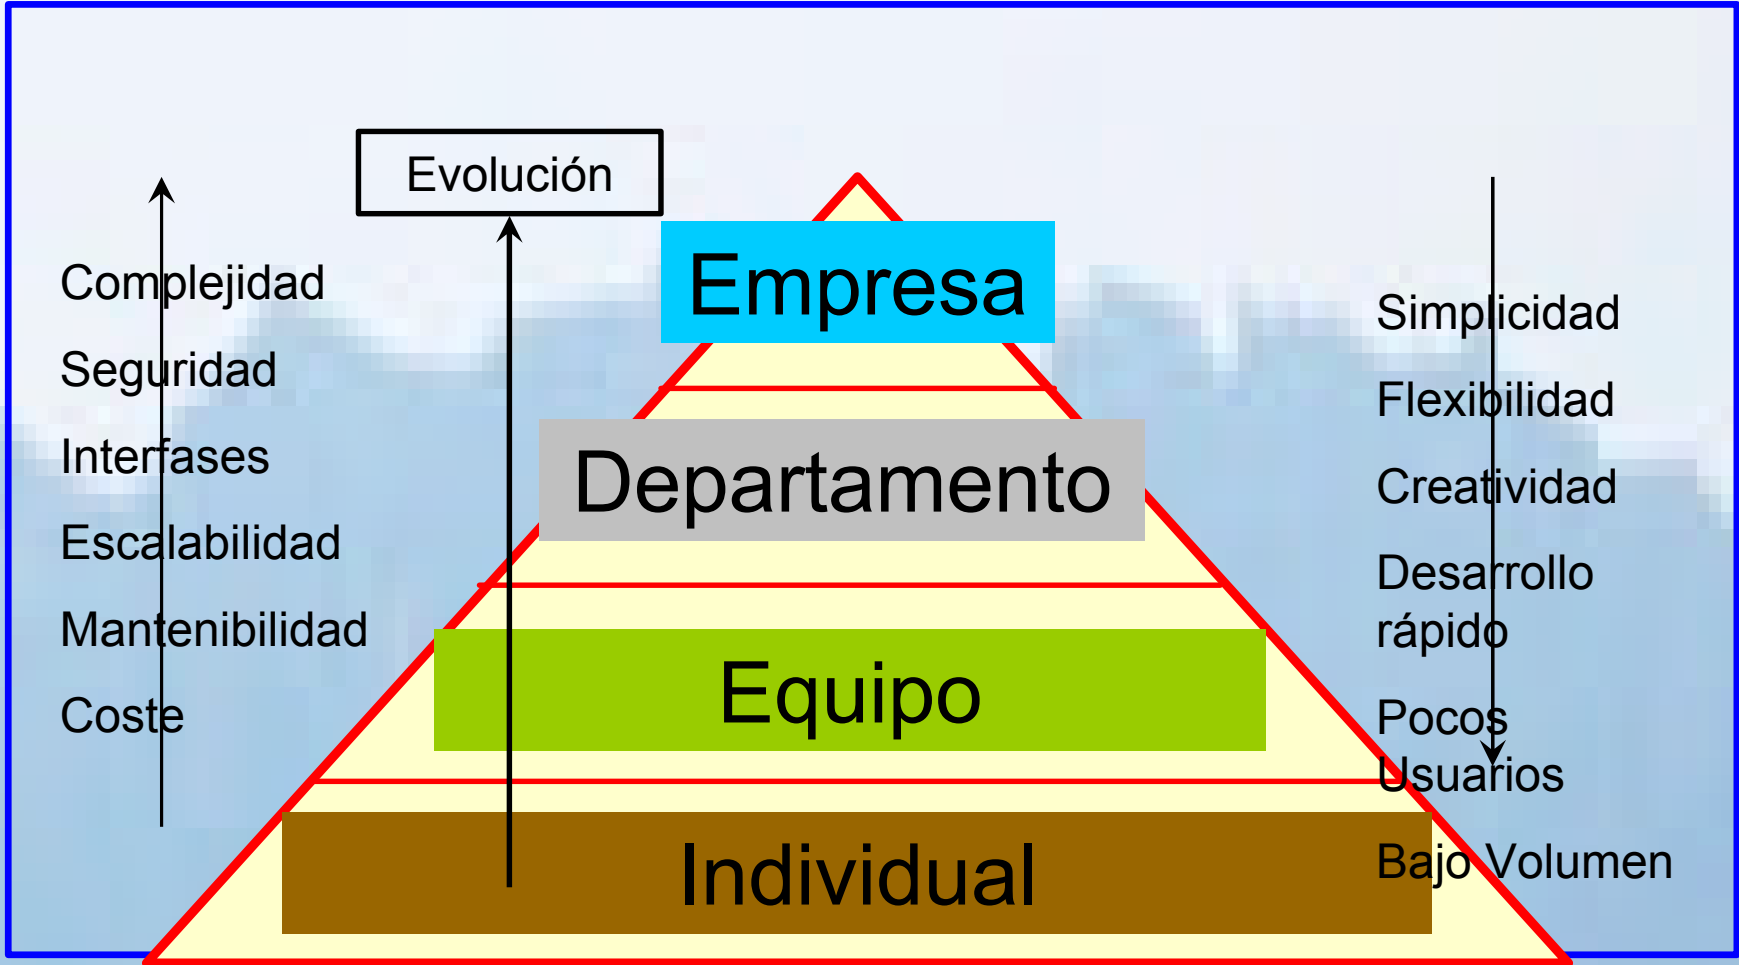 Evolución
Complejidad
Seguridad
Interfases
Escalabilidad
Mantenibilidad
Coste
Empresa
Departamento
Equipo
Individual
Simplicidad
Flexibilidad
Creatividad
Desarrollo
rápido
Pocos
Usuarios
Bajo Volumen